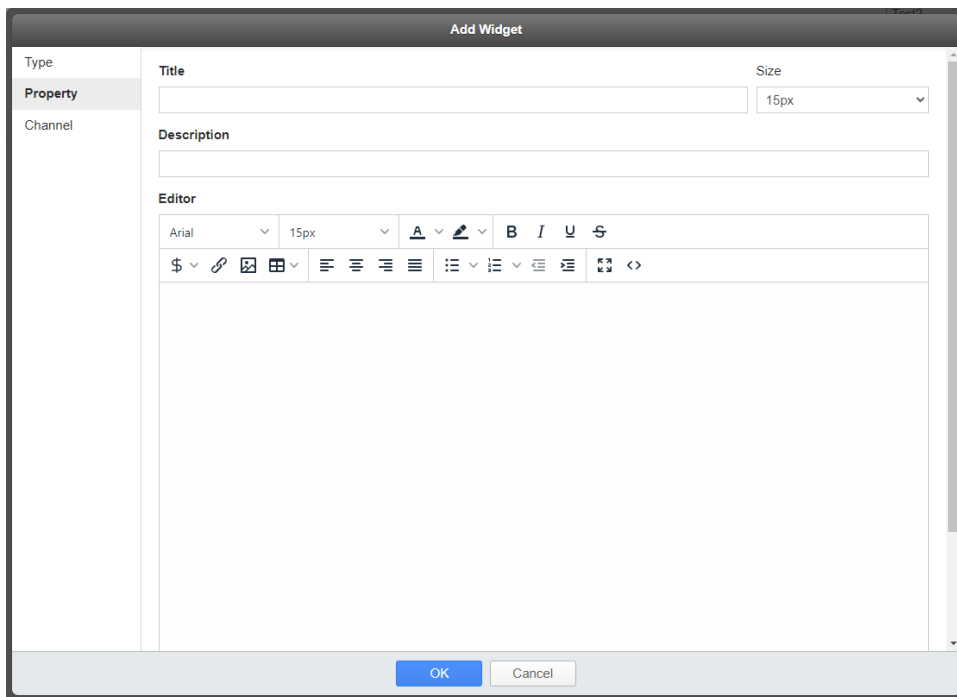 Add Widget
Type
Property
Channel
Title
Size
15px
Description
Editor
Arial
15px
A
B I U S
$
OK
Cancel